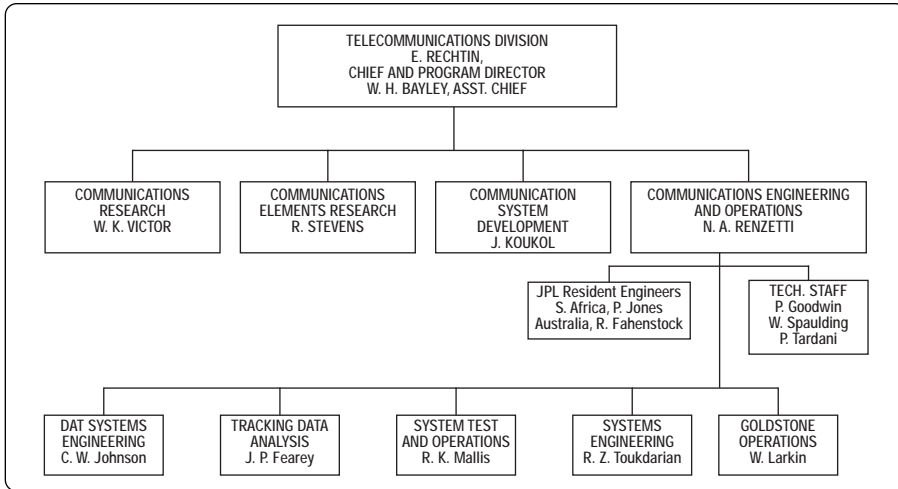 TELECOMMUNICATIONS DIVISION
E. RECHTIN,
CHIEF AND PROGRAM DIRECTOR
W. H. BAYLEY, ASST. CHIEF
COMMUNICATIONS
RESEARCH
W. K. VICTOR
COMMUNICATIONS
ELEMENTS RESEARCH
R. STEVENS
COMMUNICATION
SYSTEM
DEVELOPMENT
J. KOUKOL
COMMUNICATIONS ENGINEERING
AND OPERATIONS
N. A. RENZETTI
JPL Resident Engineers
S. Africa, P. Jones
Australia, R. Fahenstock
TECH. STAFF
P. Goodwin
W. Spaulding
P. Tardani
DAT SYSTEMS
ENGINEERING
C. W. Johnson
TRACKING DATA
ANALYSIS
J. P. Fearey
SYSTEM TEST
AND OPERATIONS
R. K. Mallis
SYSTEMS
ENGINEERING
R. Z. Toukdarian
GOLDSTONE
OPERATIONS
W. Larkin